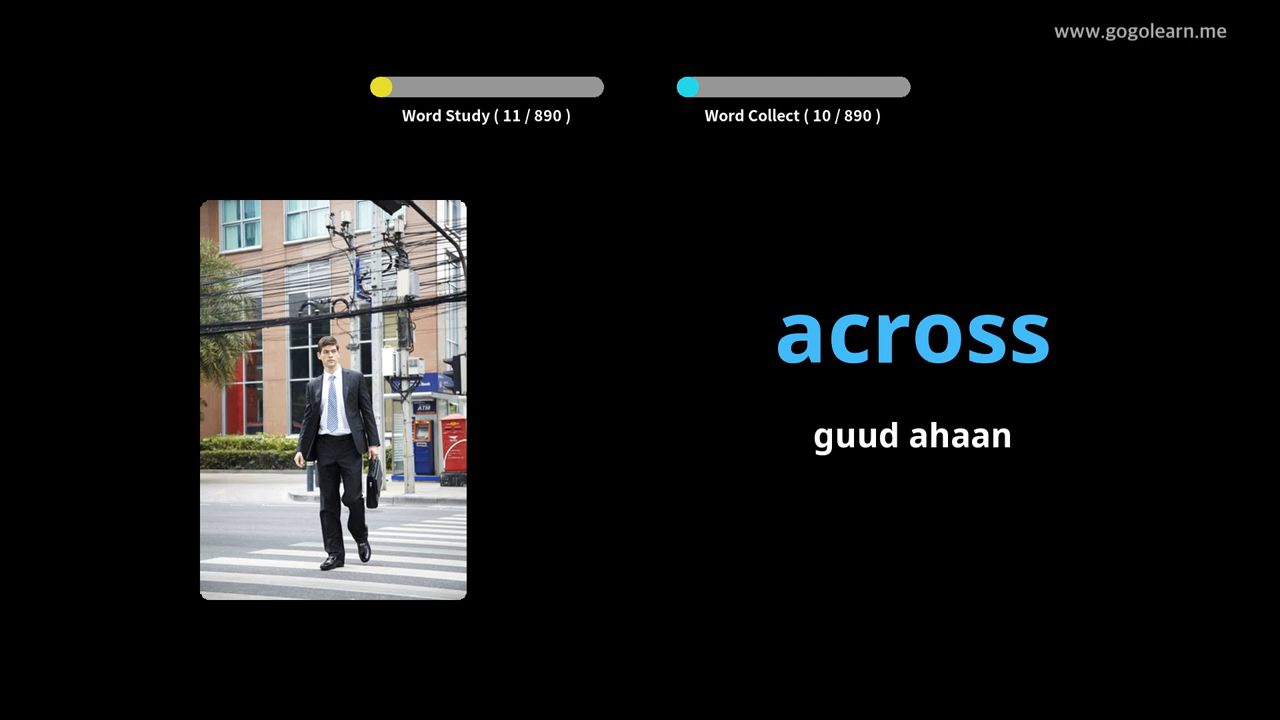 www.gogolearn.me
Word Study ( 11 / 890 )
Word Collect ( 10 / 890 )
across
guud ahaan
ATM